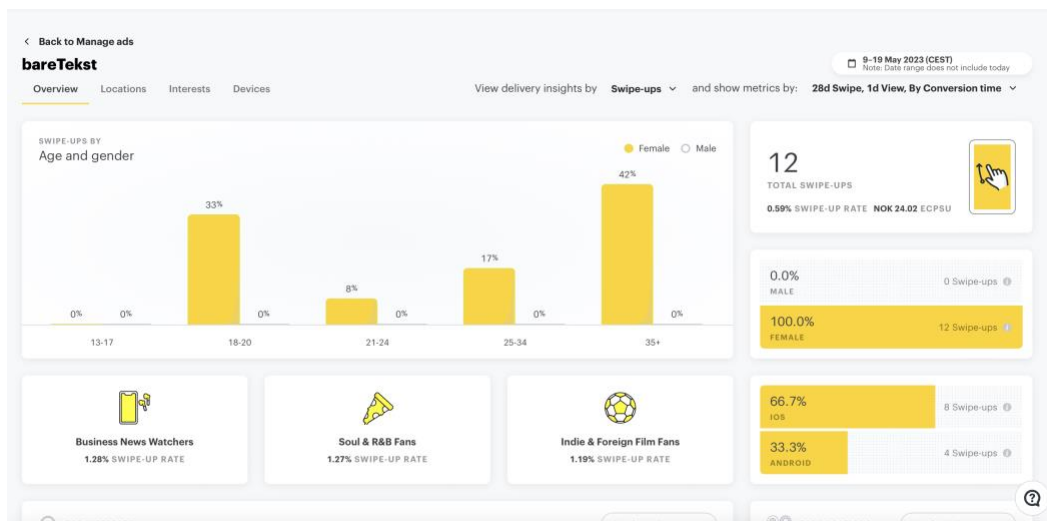 Back to Manage ads
bareTekst
9–19 May 2023 (CEST)
Note: Date range does not include today
Overview Locations Interests Devices
View delivery insights by Swipe-ups and show metrics by: 28d Swipe, 1d View, By Conversion time
SWIPE-UPS BY
Age and gender
Female Male
0% 0% 33% 0% 8% 0% 17% 0% 42% 0%
13-17 18-20 21-24 25-34 35+
12
TOTAL SWIPE-UPS
0.59% SWIPE-UP RATE NOK 24.02 ECPSU
0.0%
MALE
0 Swipe-ups
100.0%
FEMALE
12 Swipe-ups
Business News Watchers
1.28% SWIPE-UP RATE
Soul & R&B Fans
1.27% SWIPE-UP RATE
Indie & Foreign Film Fans
1.19% SWIPE-UP RATE
66.7%
IOS
8 Swipe-ups
33.3%
ANDROID
4 Swipe-ups